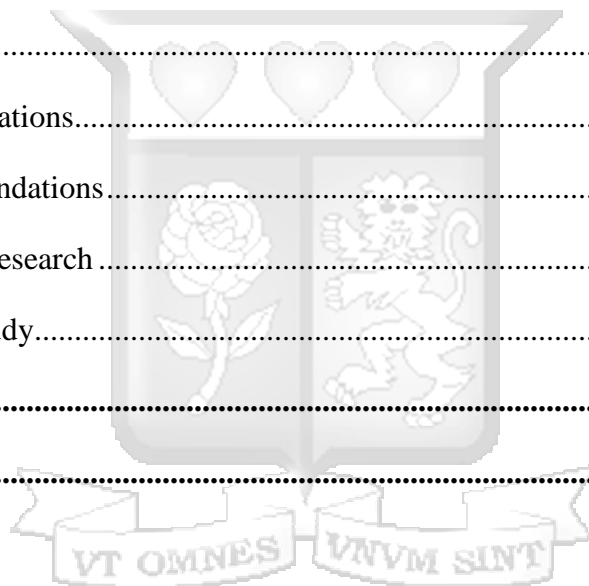 ....................................................................................
ations....................................................................
ndations...............................................................
esearch................................................................
dy.........................................................................
....................................................................................
....................................................................................
VT OMNES VNVM SINT